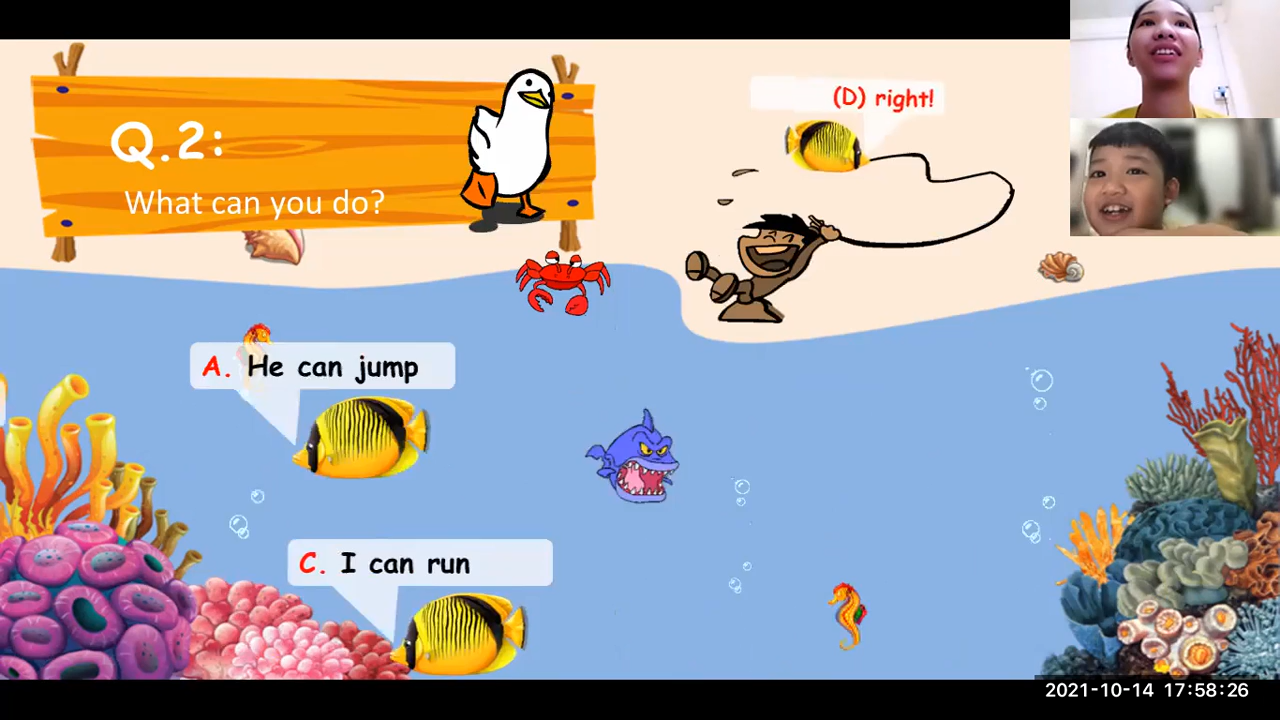 Q.2:
What can you do?
(D) right!
A. He can jump
C. I can run
2021-10-14 17:58:26